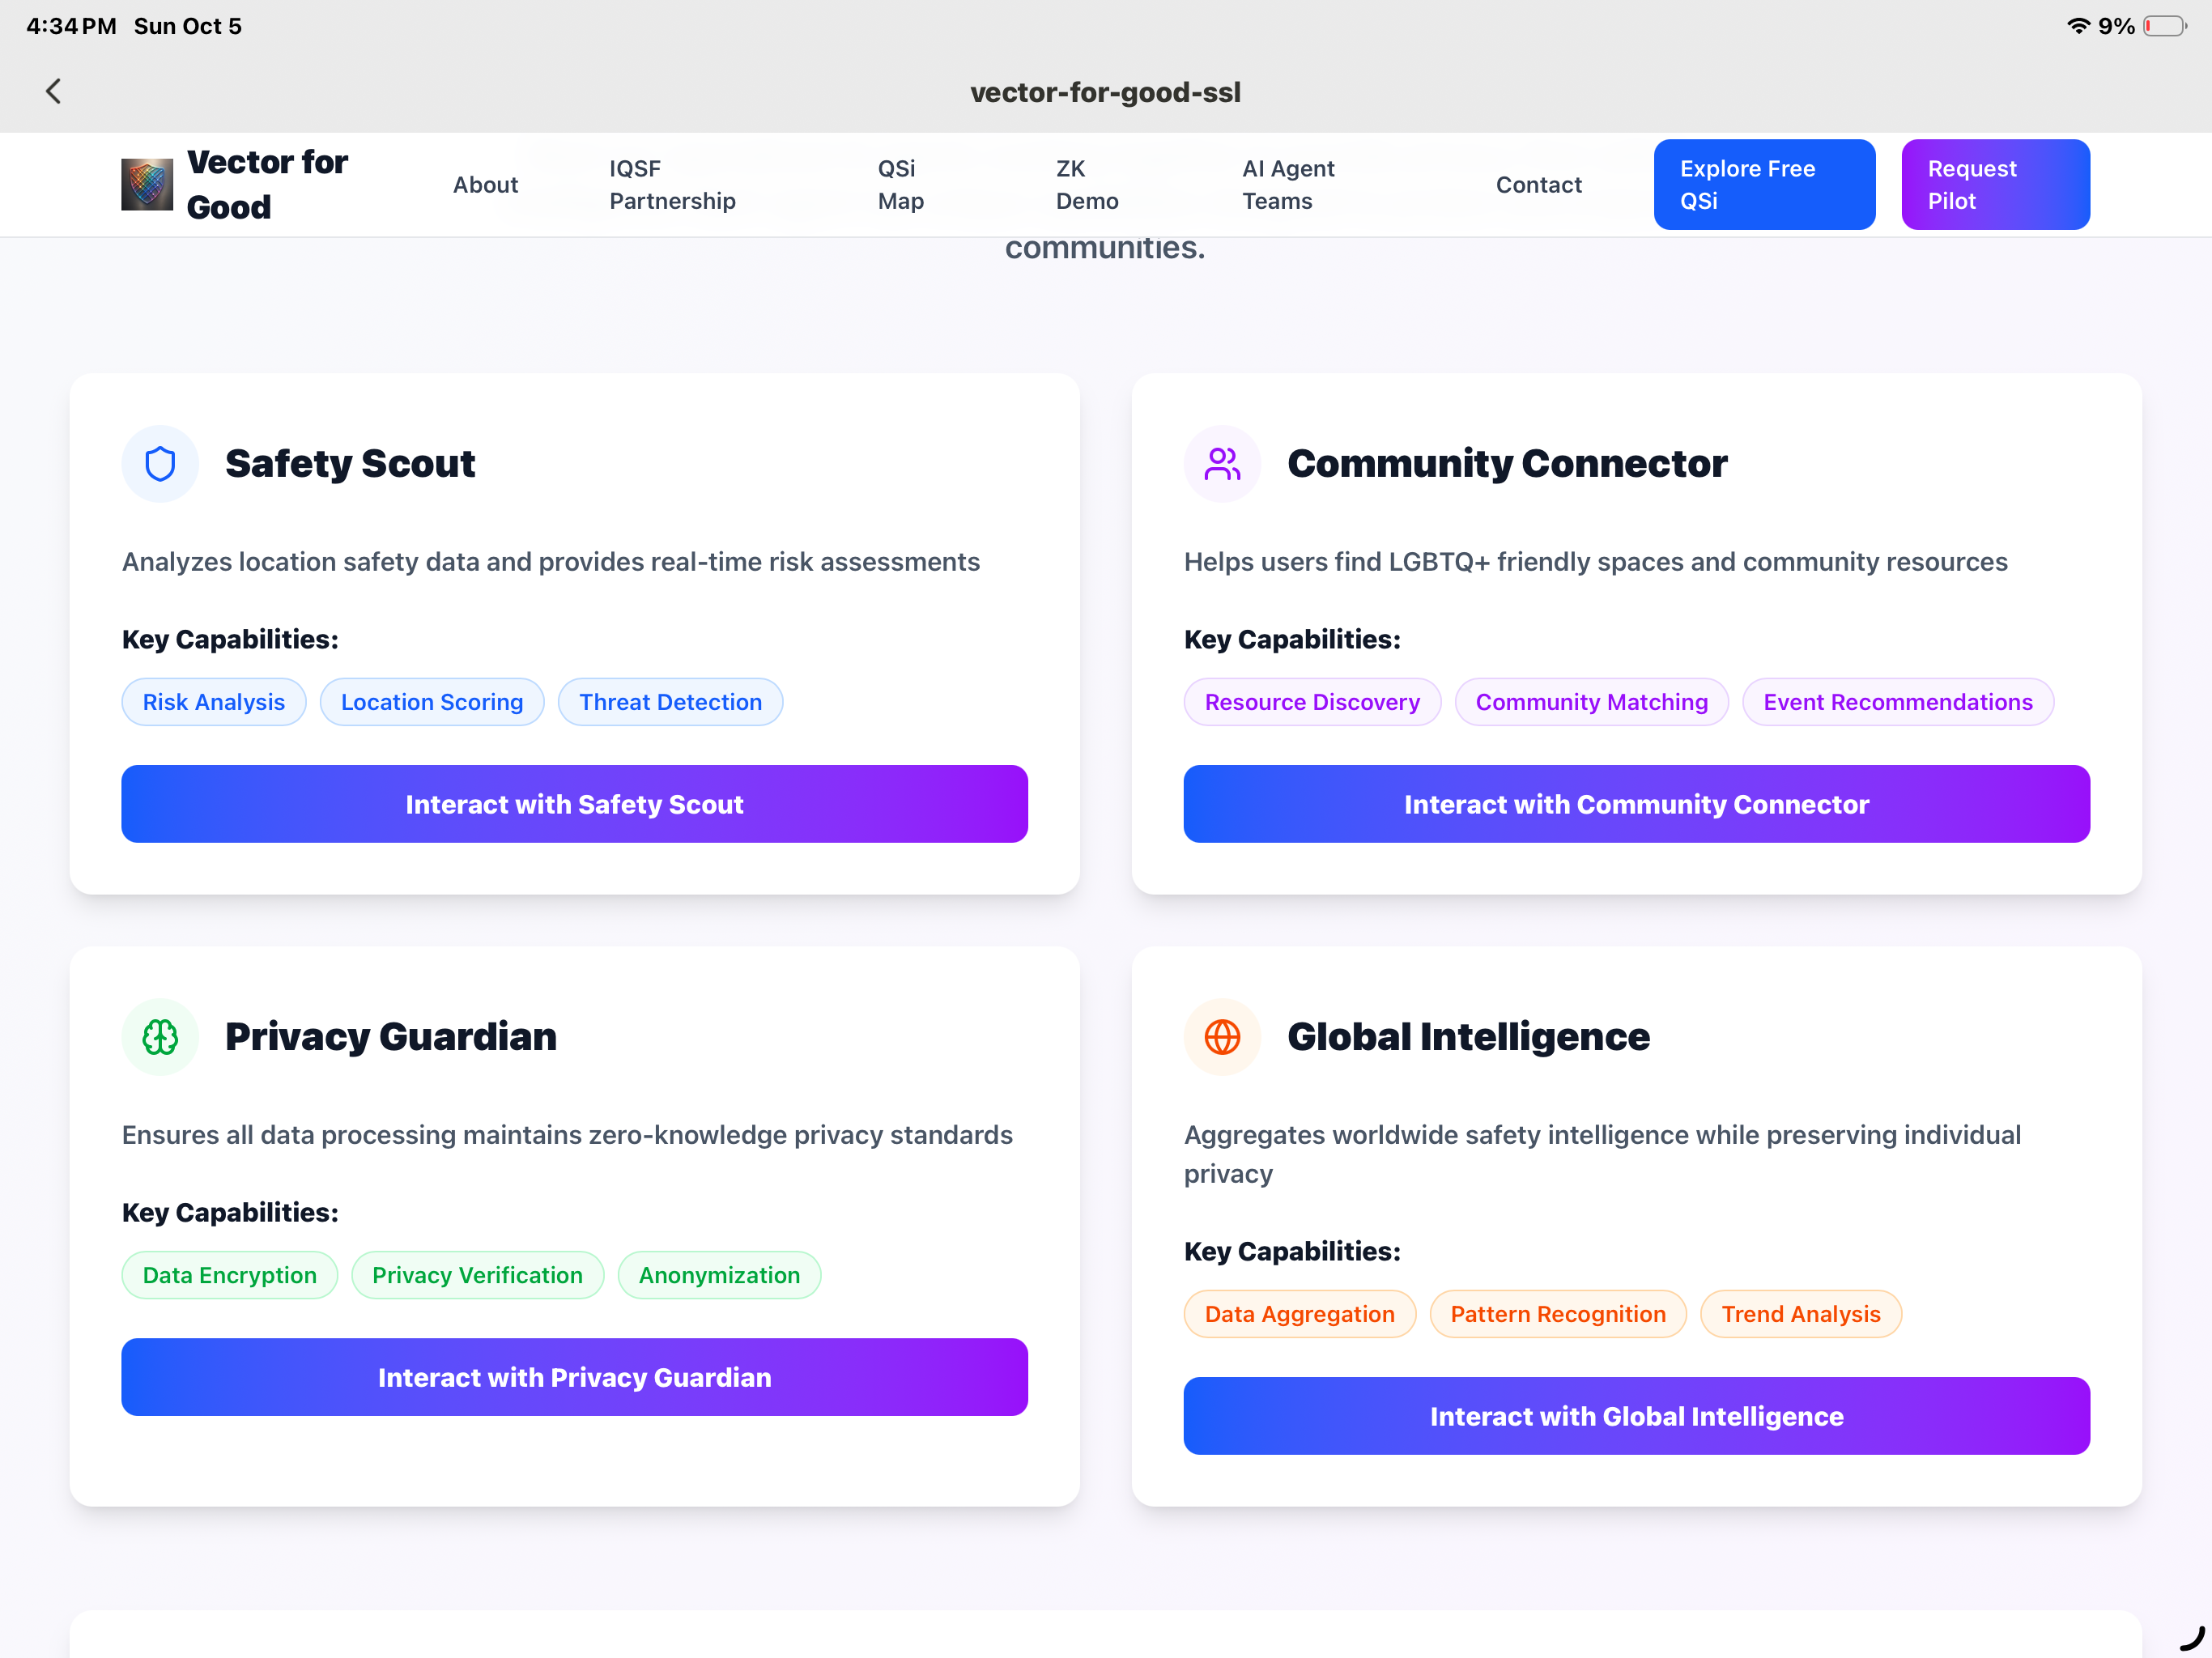 4:34 PM Sun Oct 5
9%
vector-for-good-ssl
Vector for
Good
About
IQSF
Partnership
QSi
Map
ZK
Demo
AI Agent
Teams
Contact
Explore Free
QSi
Request
Pilot
communities.
Safety Scout
Analyzes location safety data and provides real-time risk assessments
Key Capabilities:
Risk Analysis
Location Scoring
Threat Detection
Interact with Safety Scout
Community Connector
Helps users find LGBTQ+ friendly spaces and community resources
Key Capabilities:
Resource Discovery
Community Matching
Event Recommendations
Interact with Community Connector
Privacy Guardian
Ensures all data processing maintains zero-knowledge privacy standards
Key Capabilities:
Data Encryption
Privacy Verification
Anonymization
Interact with Privacy Guardian
Global Intelligence
Aggregates worldwide safety intelligence while preserving individual
privacy
Key Capabilities:
Data Aggregation
Pattern Recognition
Trend Analysis
Interact with Global Intelligence